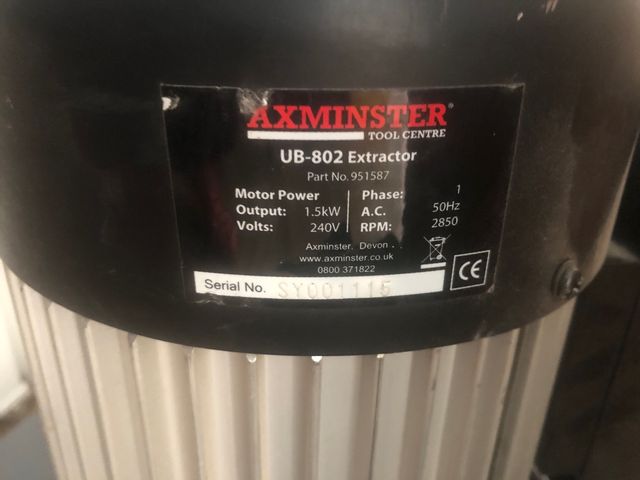 AXMINSTER®
TOOL CENTRE
UB-802 Extractor
Part No. 951587
Motor Power Phase: 1
Output: 1.5kW A.C. 50Hz
Volts: 240V RPM: 2850
Axminster. Devon .
www.axminster.co.uk
0800 371822
CE
Serial No. SY001115